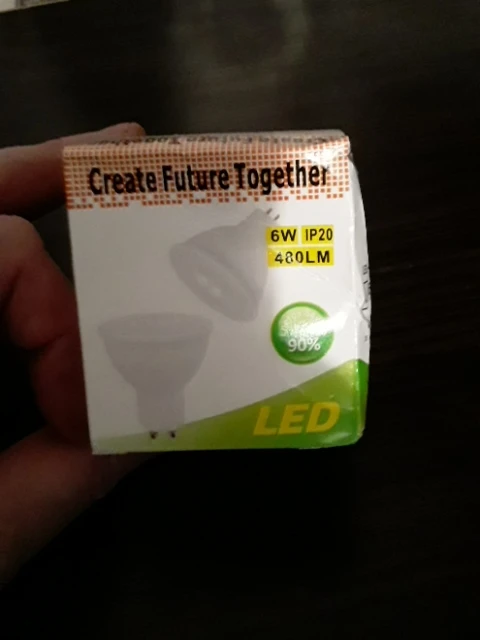 Create Future Together
6W IP20
480LM
90%
LED